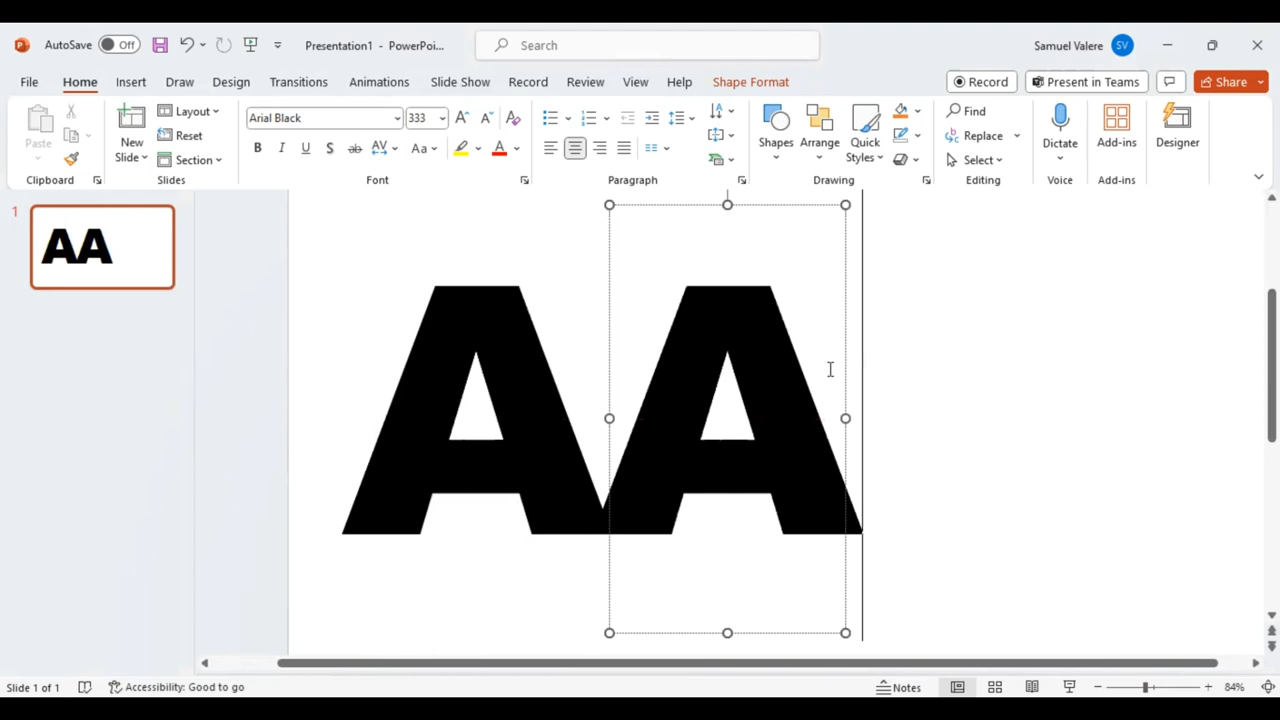 AutoSave Off Presentation1 - PowerPoi... Search Samuel Valere SV
File Home Insert Draw Design Transitions Animations Slide Show Record Review View Help Shape Format Record Present in Teams Share
Paste New Slide Layout Reset Section Arial Black 333 Shapes Arrange Quick Styles Find Replace Select Dictate Add-ins Designer
B I U S ab AV Aa A
Clipboard Slides Font Paragraph Drawing Editing Voice Add-ins
1
AA
AA
Slide 1 of 1 Accessibility: Good to go Notes 84%